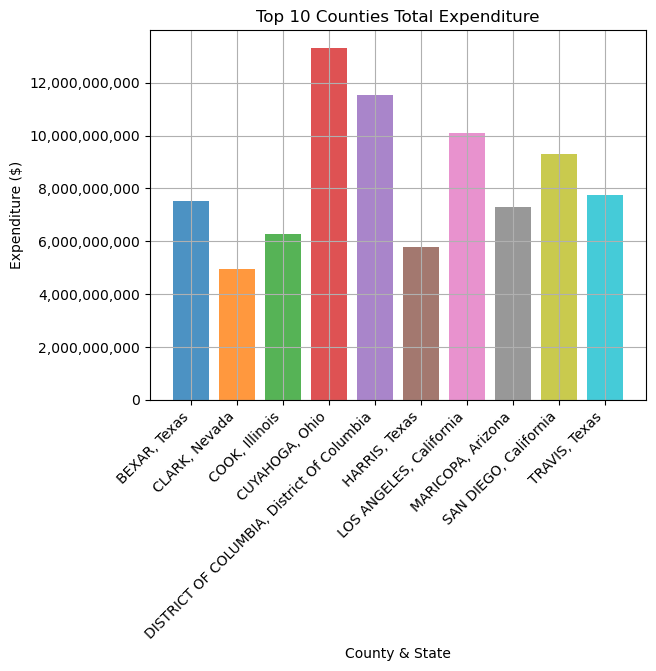 Top 10 Counties Total Expenditure
Expenditure ($)
12,000,000,000
10,000,000,000
8,000,000,000
6,000,000,000
4,000,000,000
2,000,000,000
0
BEXAR, Texas
CLARK, Nevada
COOK, Illinois
CUYAHOGA, Ohio
DISTRICT OF COLUMBIA, District Of Columbia
HARRIS, Texas
LOS ANGELES, California
MARICOPA, Arizona
SAN DIEGO, California
TRAVIS, Texas
County & State